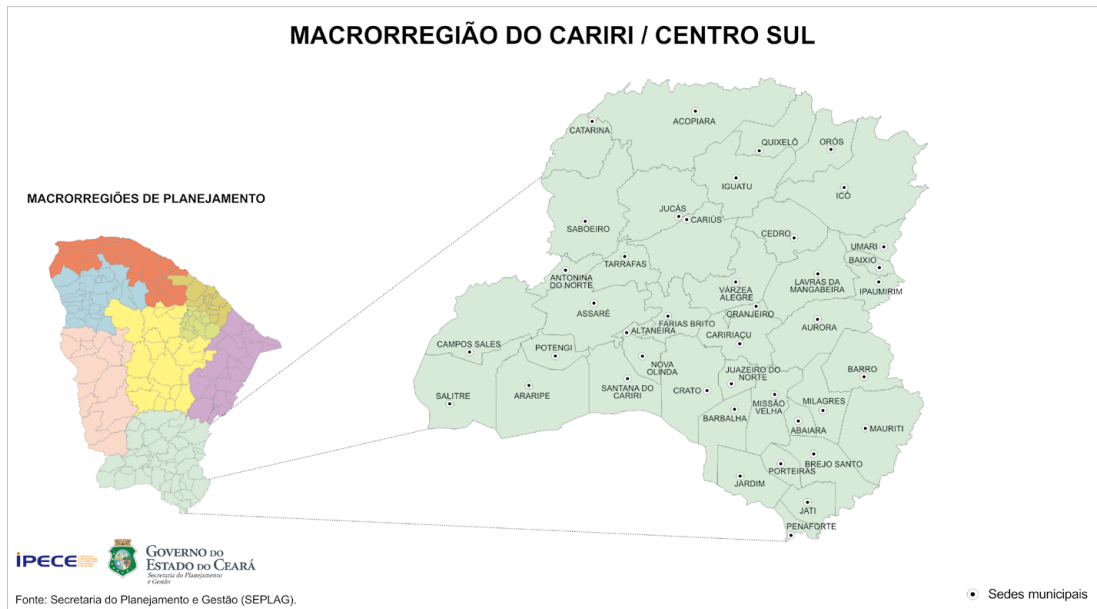 MACRORREGIÃO DO CARIRI / CENTRO SUL
MACRORREGIÕES DE PLANEJAMENTO
CATARINA
ACOPIARA
QUIXELÔ
ORÓS
IGUATU
ICÓ
JUCÁS
CARIÚS
SABOEIRO
CEDRO
UMARI
BAIXIO
IPAUMIRIM
TARRAFAS
ANTONINA
DO NORTE
VÁRZEA
ALEGRE
LAVRAS DA
MANGABEIRA
ASSARÉ
GRANJEIRO
FARIAS BRITO
ALTANEIRA
AURORA
CARIRIAÇU
CAMPOS SALES
POTENGI
NOVA
OLINDA
JUAZEIRO DO
NORTE
BARRO
SALITRE
ARARIPE
SANTANA DO
CARIRI
CRATO
MISSÃO
VELHA
MILAGRES
BARBALHA
ABAIARA
MAURITI
BREJO SANTO
PORTEIRAS
JARDIM
JATI
PENAFORTE
IPECE
GOVERNO DO
ESTADO DO CEARÁ
Secretaria do Planejamento
e Gestão
Fonte: Secretaria do Planejamento e Gestão (SEPLAG).
Sedes municipais